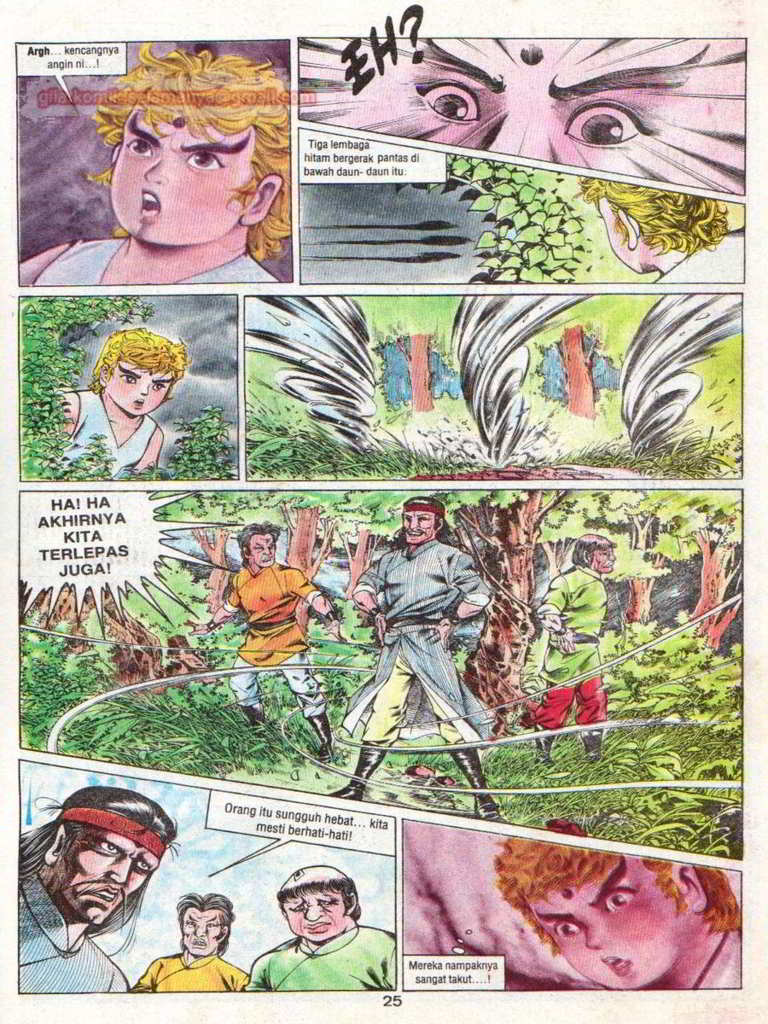 Argh... kencangnya
angin ni...!
EH?
Tiga lembaga
hitam bergerak pantas di
bawah daun- daun itu.
HA! HA
AKHIRNYA
KITA
TERLEPAS
JUGA!
Orang itu sungguh hebat... kita
mesti berhati-hati!
Mereka nampaknya
sangat takut....!
25